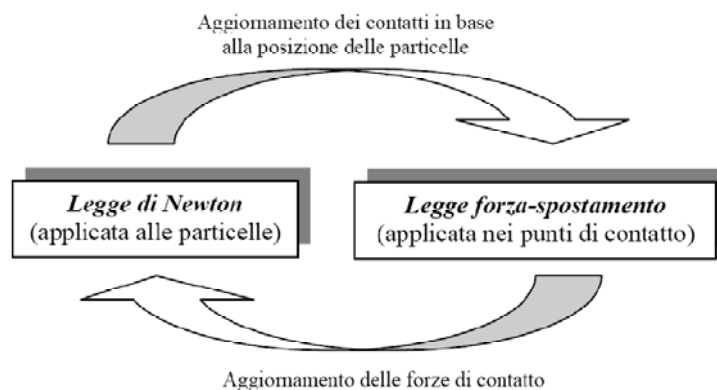 Aggiornamento dei contatti in base
alla posizione delle particelle
Legge di Newton
(applicata alle particelle)
Legge forza-spostamento
(applicata nei punti di contatto)
Aggiornamento delle forze di contatto